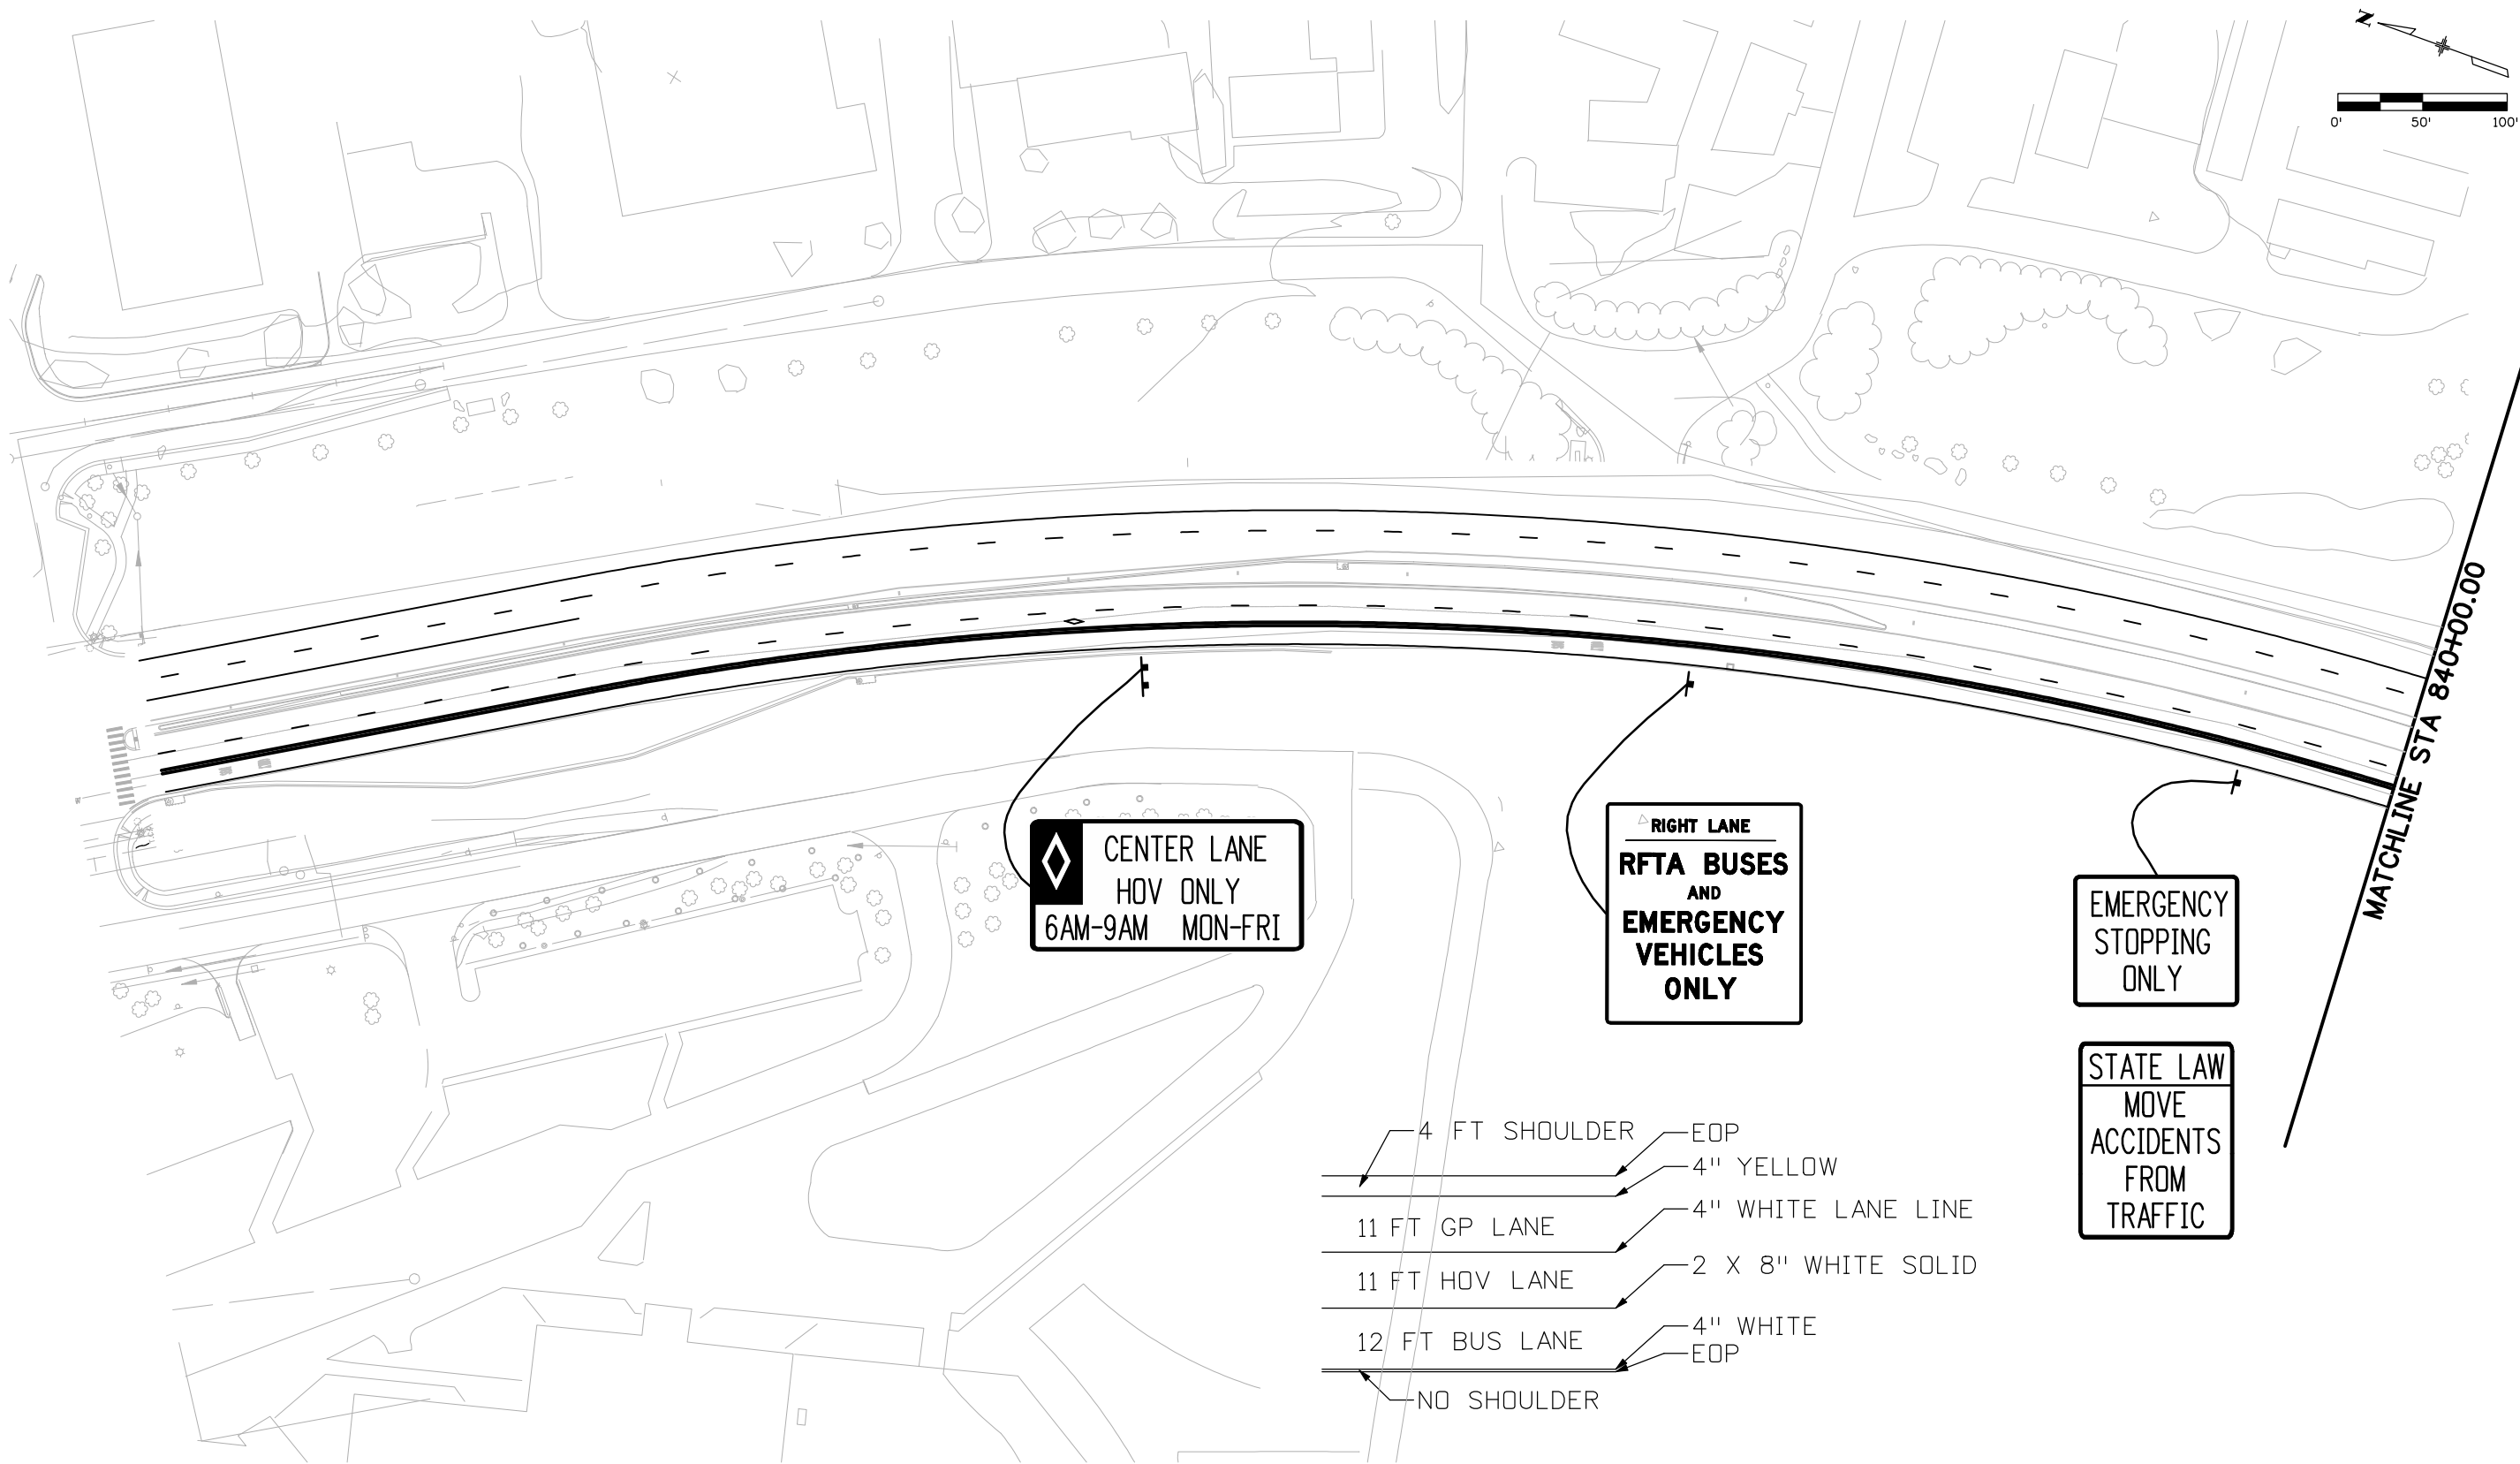 N
0' 50' 100'
MATCHLINE STA 840+00.00
CENTER LANE
HOV ONLY
6AM-9AM MON-FRI
RIGHT LANE
RFTA BUSES
AND
EMERGENCY
VEHICLES
ONLY
EMERGENCY
STOPPING
ONLY
STATE LAW
MOVE
ACCIDENTS
FROM
TRAFFIC
4 FT SHOULDER
EOP
4" YELLOW
4" WHITE LANE LINE
11 FT GP LANE
2 X 8" WHITE SOLID
11 FT HOV LANE
4" WHITE
12 FT BUS LANE
EOP
NO SHOULDER